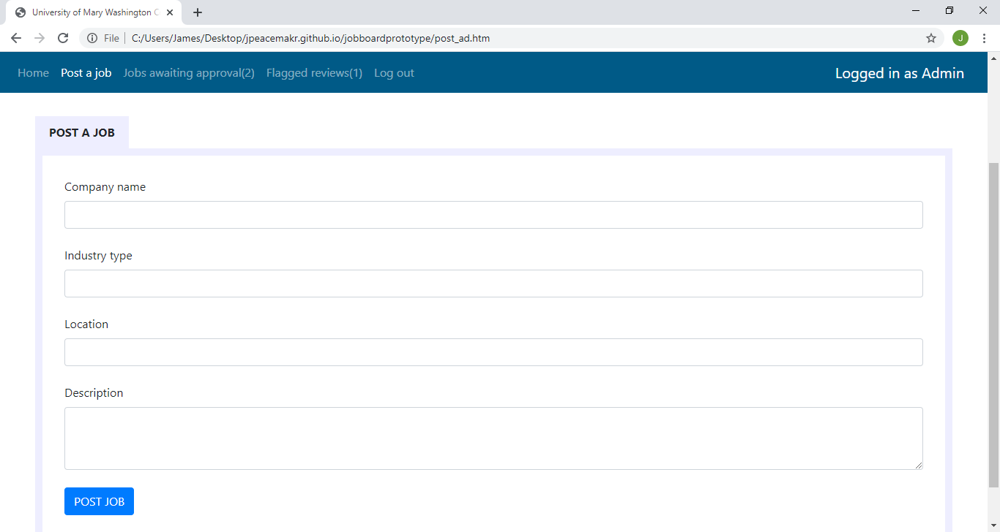 University of Mary Washington C
File
C:/Users/James/Desktop/jpeacemakr.github.io/jobboardprototype/post_ad.htm
J
Home Post a job Jobs awaiting approval(2) Flagged reviews(1) Log out Logged in as Admin
POST A JOB
Company name
Industry type
Location
Description
POST JOB